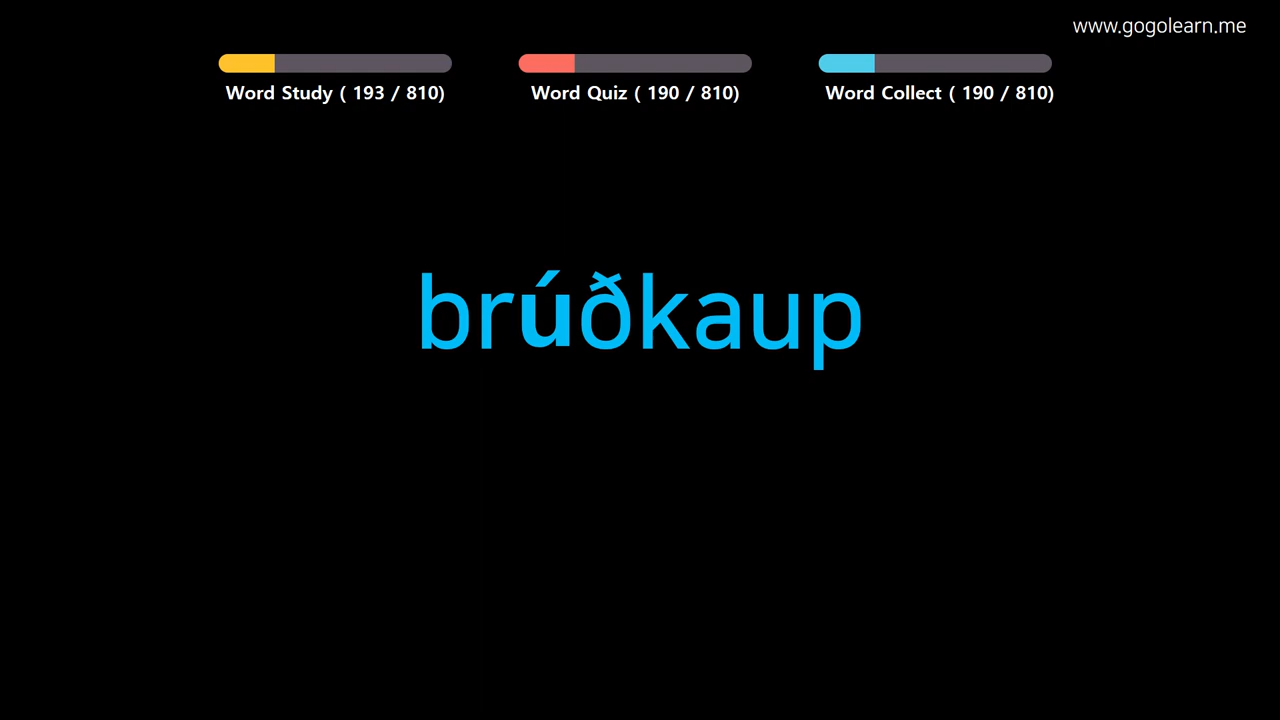 www.gogolearn.me
Word Study ( 193 / 810)
Word Quiz ( 190 / 810)
Word Collect ( 190 / 810)
brúðkaup